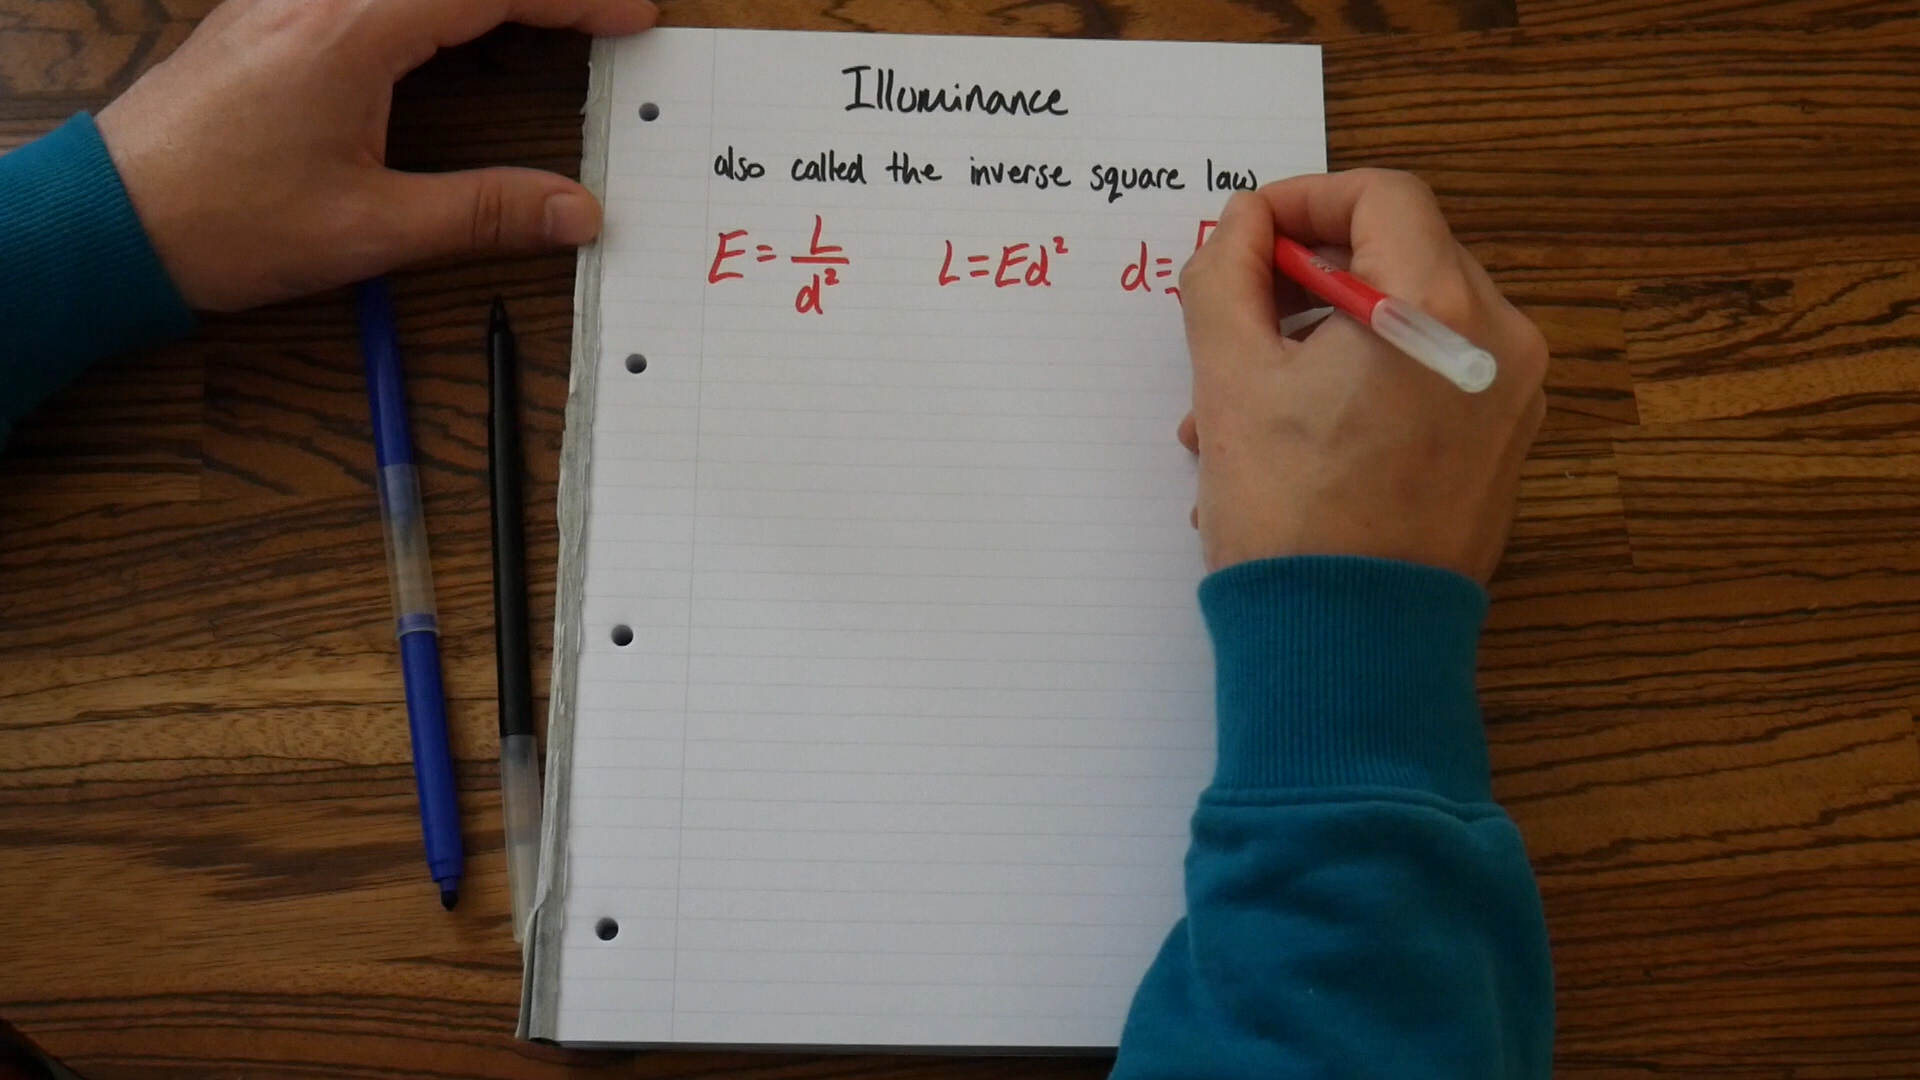 Illuminance
also called the inverse square law
E = L/d² L = Ed² d =